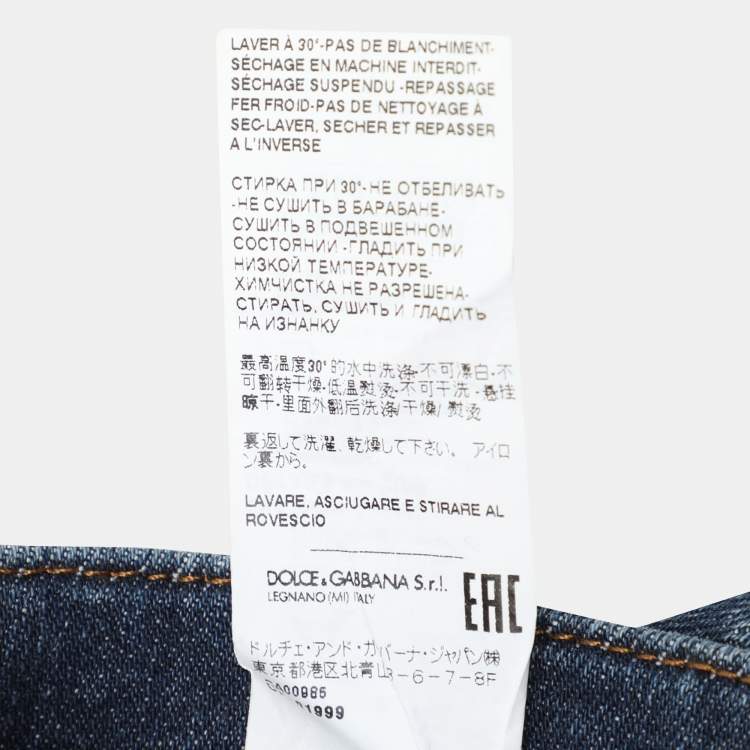 LAVER À 30°-PAS DE BLANCHIMENT-
SÉCHAGE EN MACHINE INTERDIT-
SÉCHAGE SUSPENDU -REPASSAGE
FER FROID-PAS DE NETTOYAGE À
SEC-LAVER, SECHER ET REPASSER
A L'INVERSE
СТИРКА ПРИ 30°- НЕ ОТБЕЛИВАТЬ
-НЕ СУШИТЬ В БАРАБАНЕ-
СУШИТЬ В ПОДВЕШЕННОМ
СОСТОЯНИИ -ГЛАДИТЬ ПРИ
НИЗКОЙ ТЕМПЕРАТУРЕ-
ХИМЧИСТКА НЕ РАЗРЕШЕНА-
СТИРАТЬ, СУШИТЬ И ГЛАДИТЬ
НА ИЗНАНКУ
最高温度30°的水中洗涤-不可漂白-不
可翻转干燥-低温熨烫-不可干洗 - 悬挂
晾干-里面外翻后洗涤/干燥/ 熨烫
裏返して洗濯、乾燥して下さい。 アイロ
ン裏から。
LAVARE, ASCIUGARE E STIRARE AL
ROVESCIO
DOLCE & GABBANA S.r.l.
LEGNANO (MI) ITALY
EAC
ドルチェ・アンド・ガバーナ・ジャパン㈱
東京都港区北青山3-6-7-8F
1999